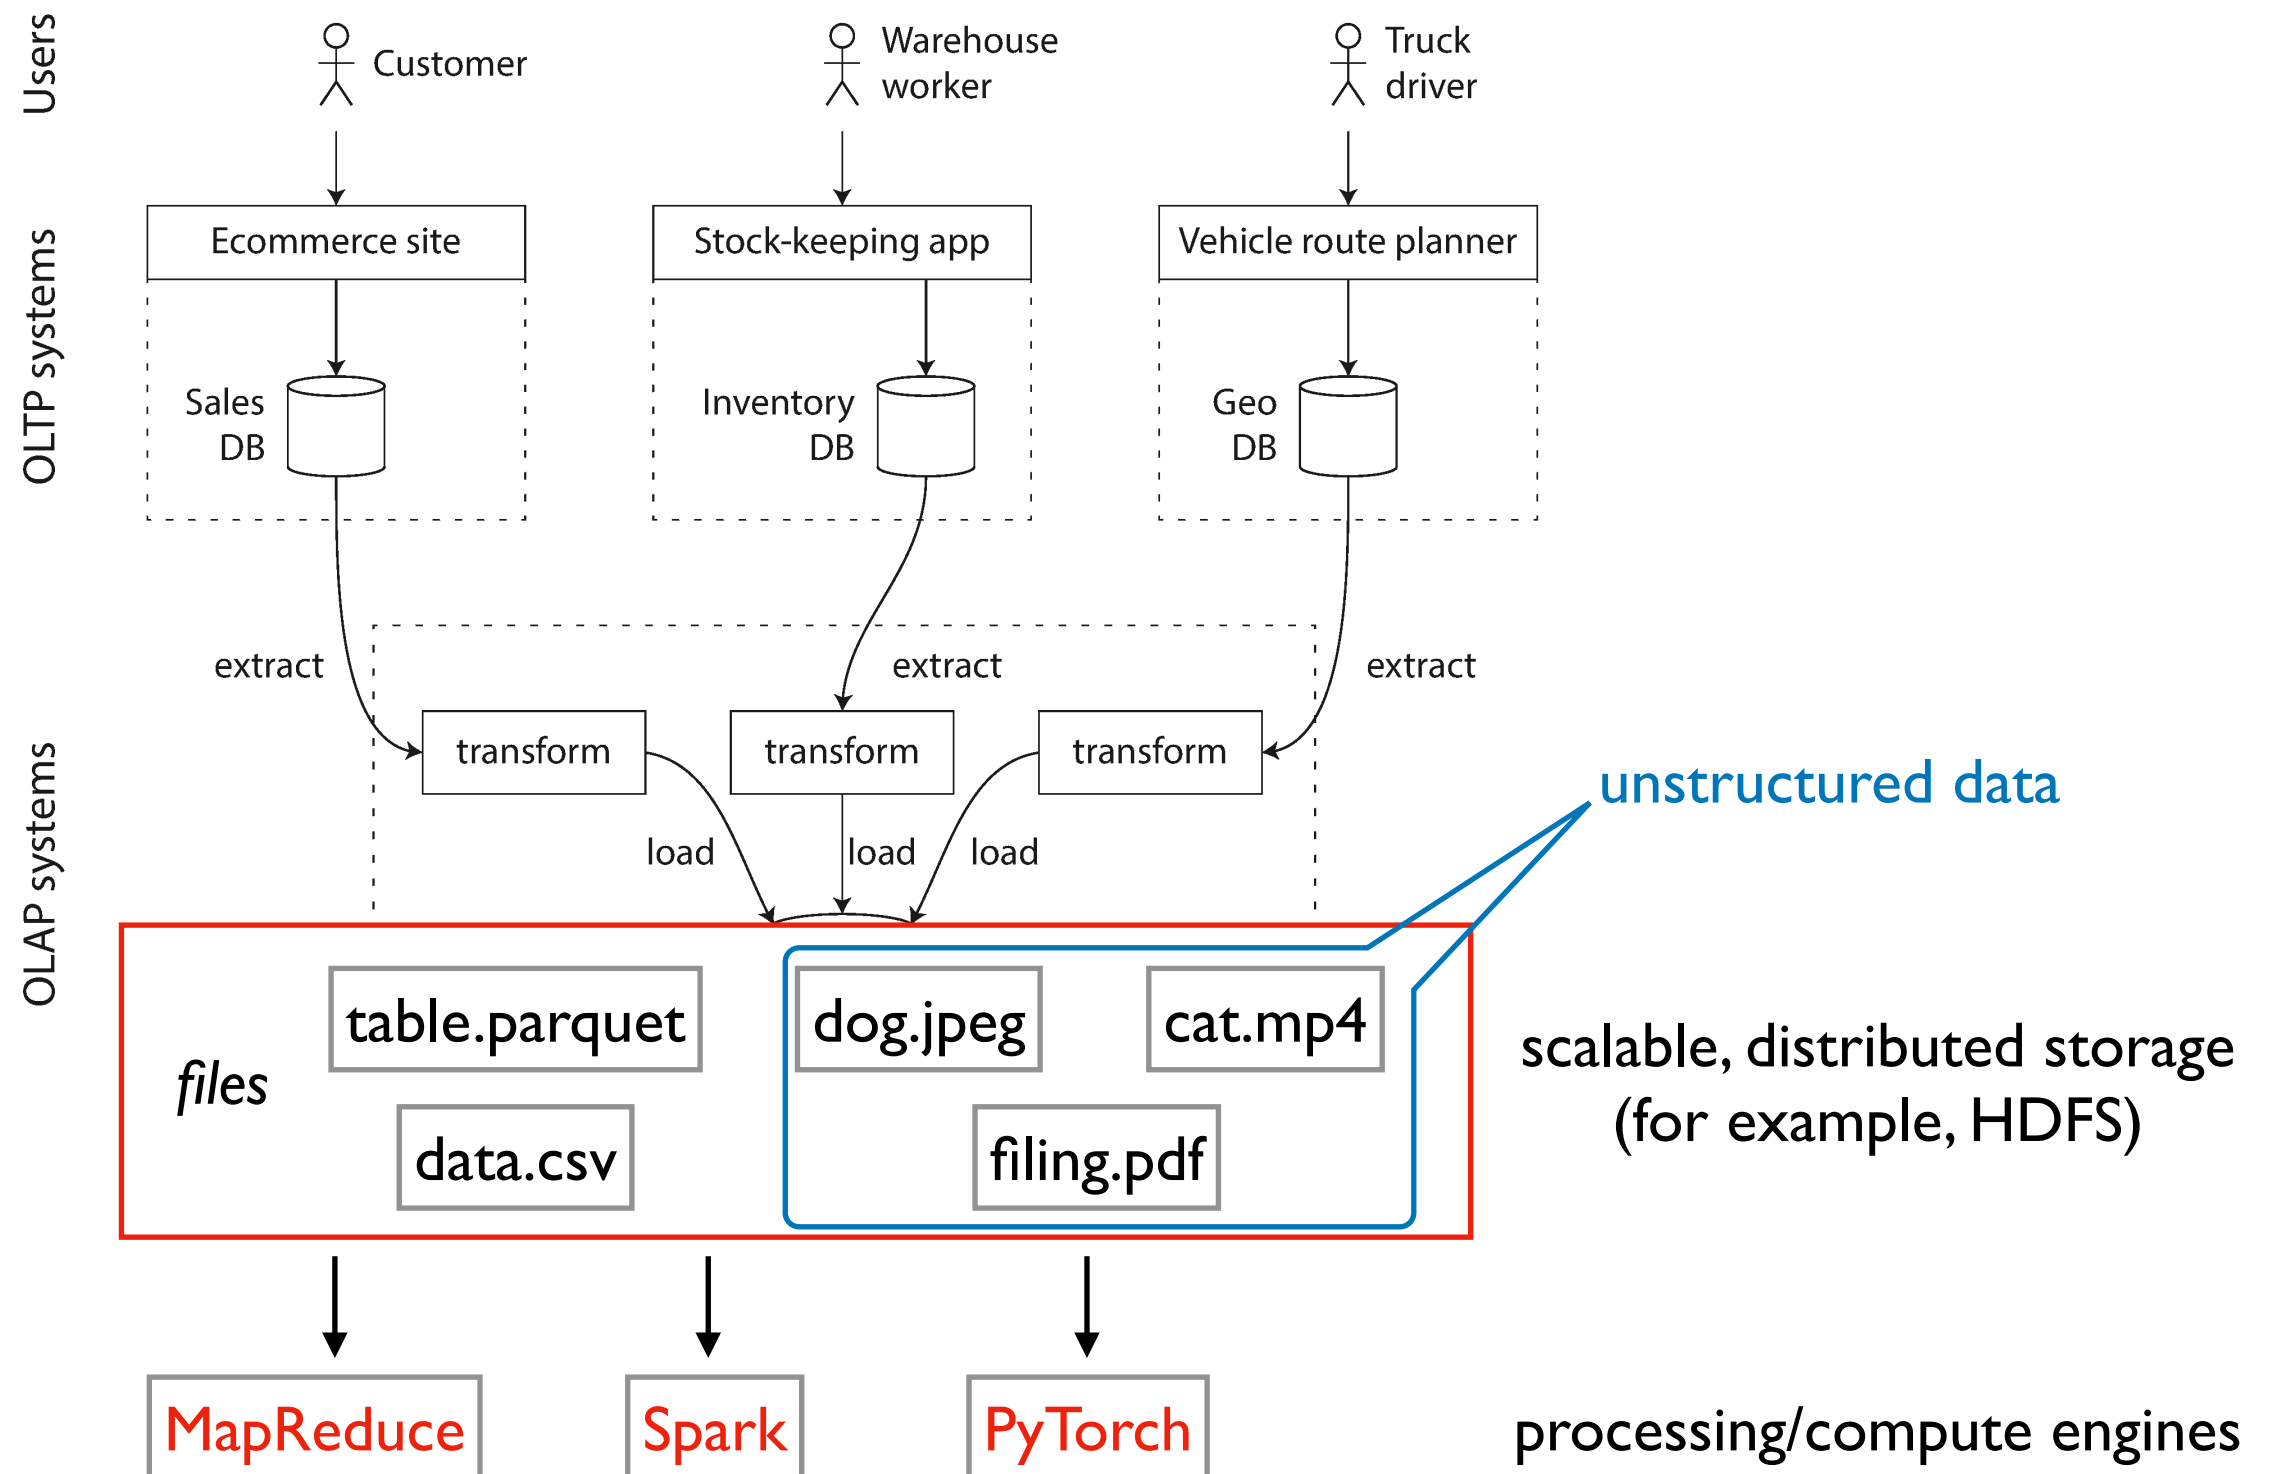 Users
Customer
Warehouse
worker
Truck
driver
OLTP systems
Ecommerce site
Stock-keeping app
Vehicle route planner
Sales
DB
Inventory
DB
Geo
DB
OLAP systems
extract
extract
extract
transform
transform
transform
load
load
load
unstructured data
files
table.parquet
dog.jpeg
cat.mp4
data.csv
filing.pdf
scalable, distributed storage
(for example, HDFS)
MapReduce
Spark
PyTorch
processing/compute engines